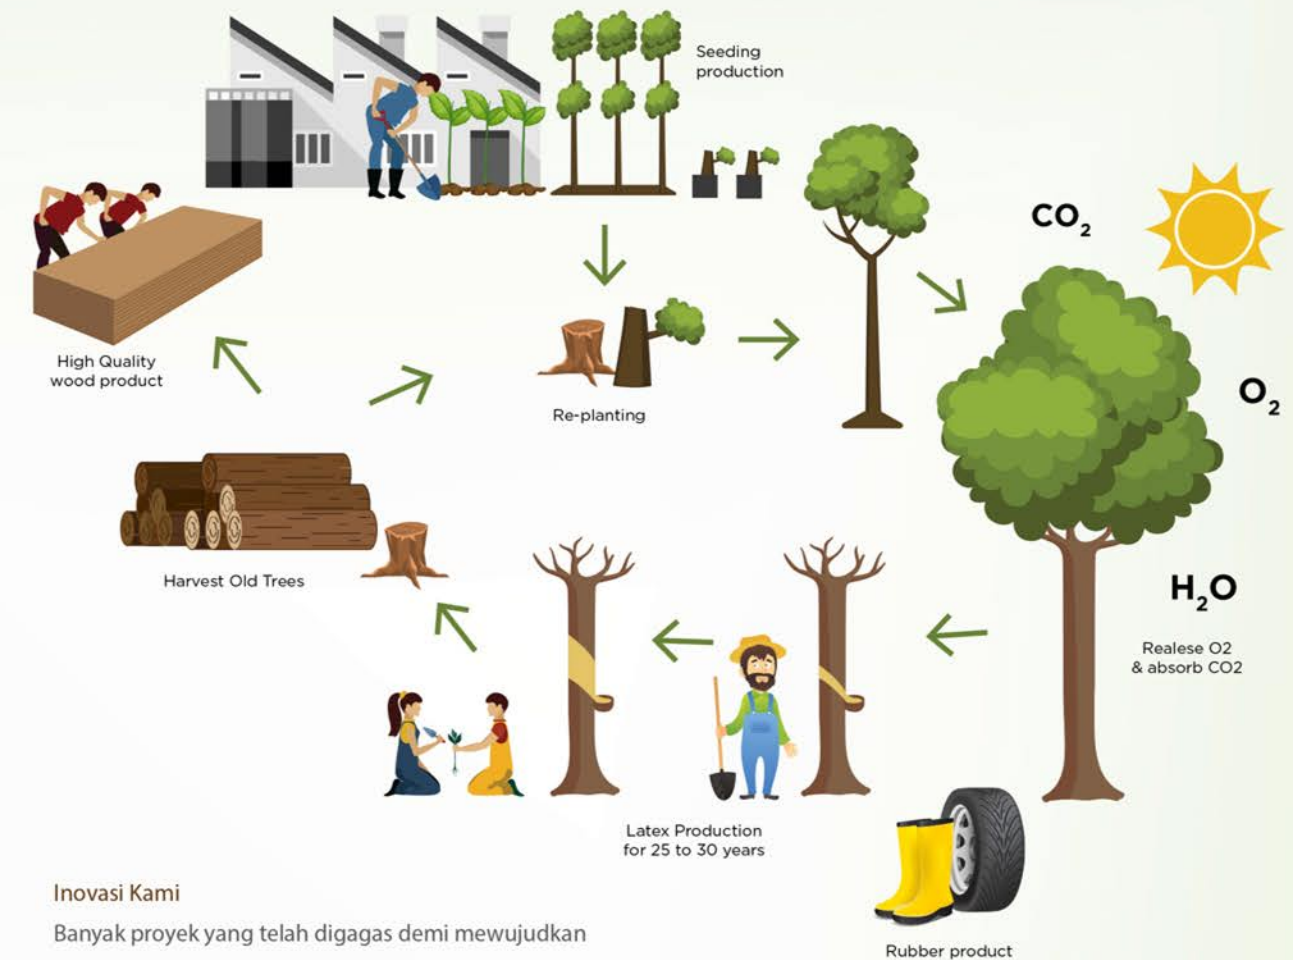 Seeding
production
CO₂
High Quality
wood product
Re-planting
O₂
Harvest Old Trees
H₂O
Realese O2
& absorb CO2
Latex Production
for 25 to 30 years
Rubber product
Inovasi Kami
Banyak proyek yang telah digagas demi mewujudkan